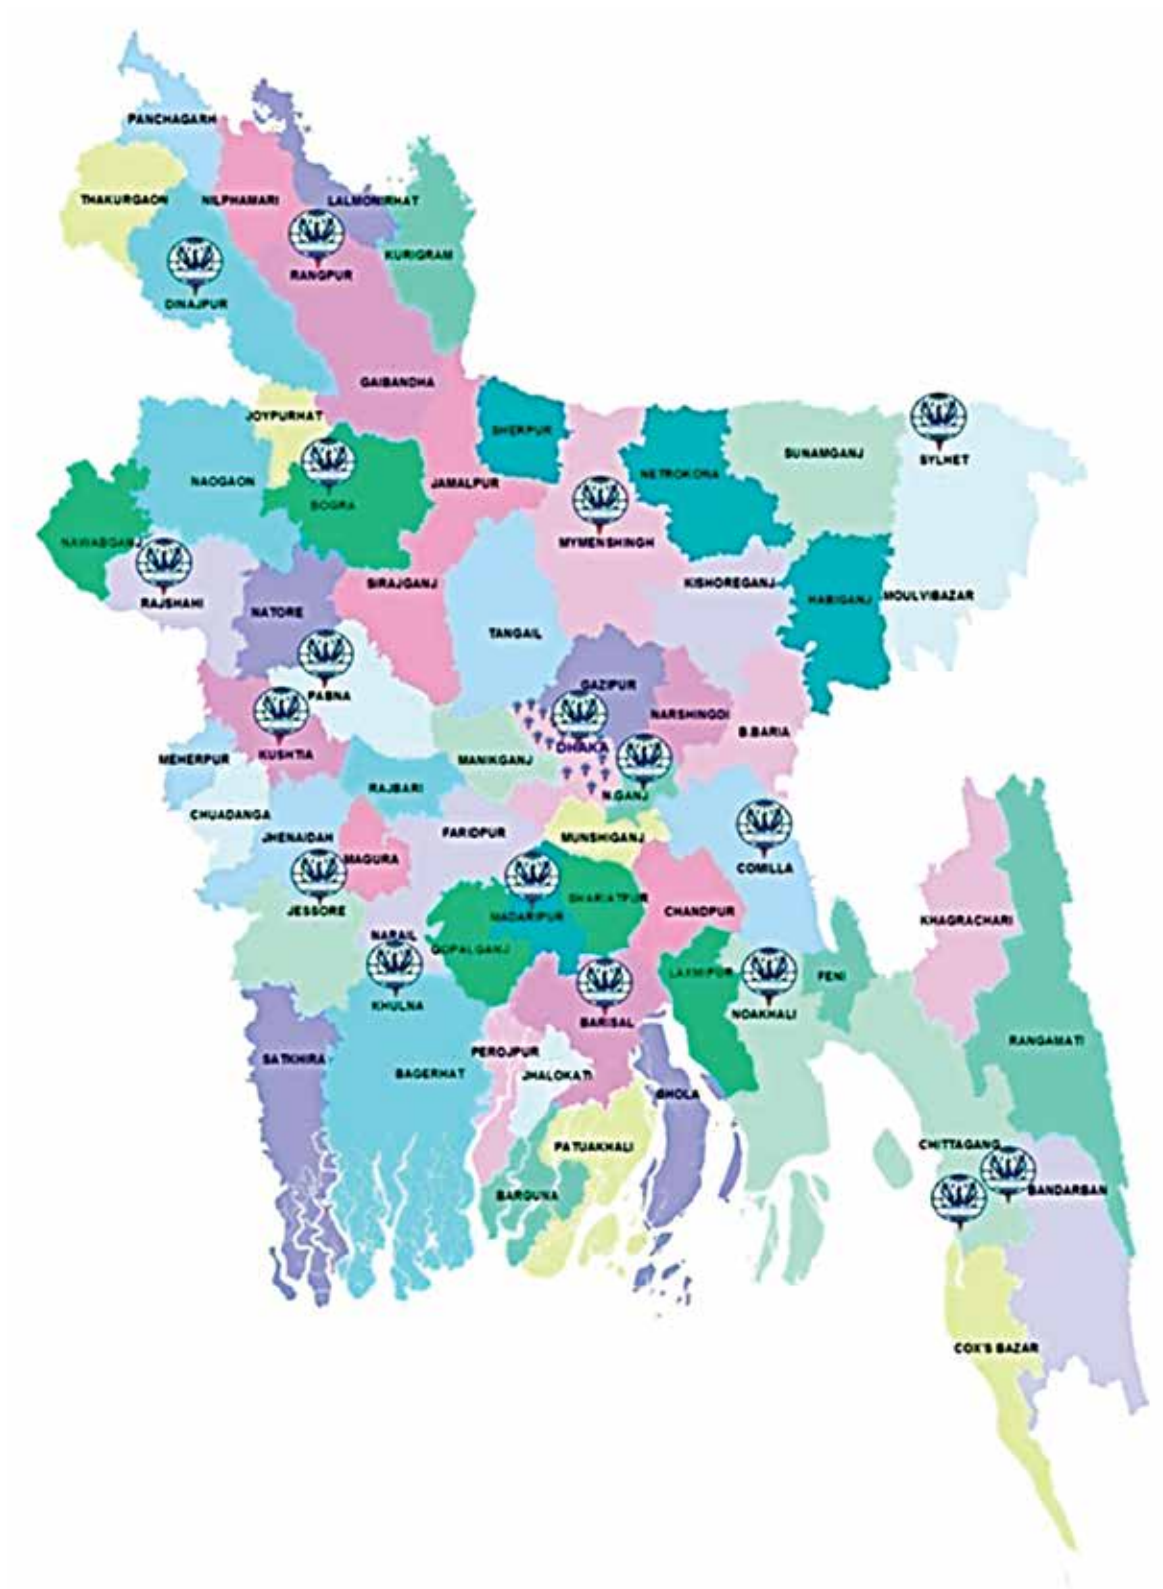 PANCHAGARH
THAKURGAON
NILPHAMARI
LALMONIRHAT
KURIGRAM
RANGPUR
DINAJPUR
GAIBANDHA
JOYPURHAT
SHERPUR
NETROKONA
SUNAMGANJ
SYLHET
NAOGAON
BOGRA
JAMALPUR
MYMENSHINGH
NAWABGANJ
RAJSHAHI
SIRAJGANJ
KISHOREGANJ
HABIGANJ
MOULVIBAZAR
NATORE
TANGAIL
PABNA
GAZIPUR
NARSHINGDI
B.BARIA
KUSHTIA
DHAKA
MEHERPUR
MANIKGANJ
RAJBARI
N.GANJ
CHUADANGA
JHENAIDAH
FARIDPUR
MUNSHIGANJ
MAGURA
COMILLA
JESSORE
MADARIPUR
SHARIATPUR
CHANDPUR
KHAGRACHARI
NARAIL
GOPALGANJ
KHULNA
BARISAL
LAXMIPUR
NOAKHALI
FENI
RANGAMATI
SATKHIRA
BAGERHAT
PEROJPUR
JHALOKATI
BHOLA
PATUAKHALI
CHITTAGANG
BARGUNA
BANDARBAN
COX'S BAZAR